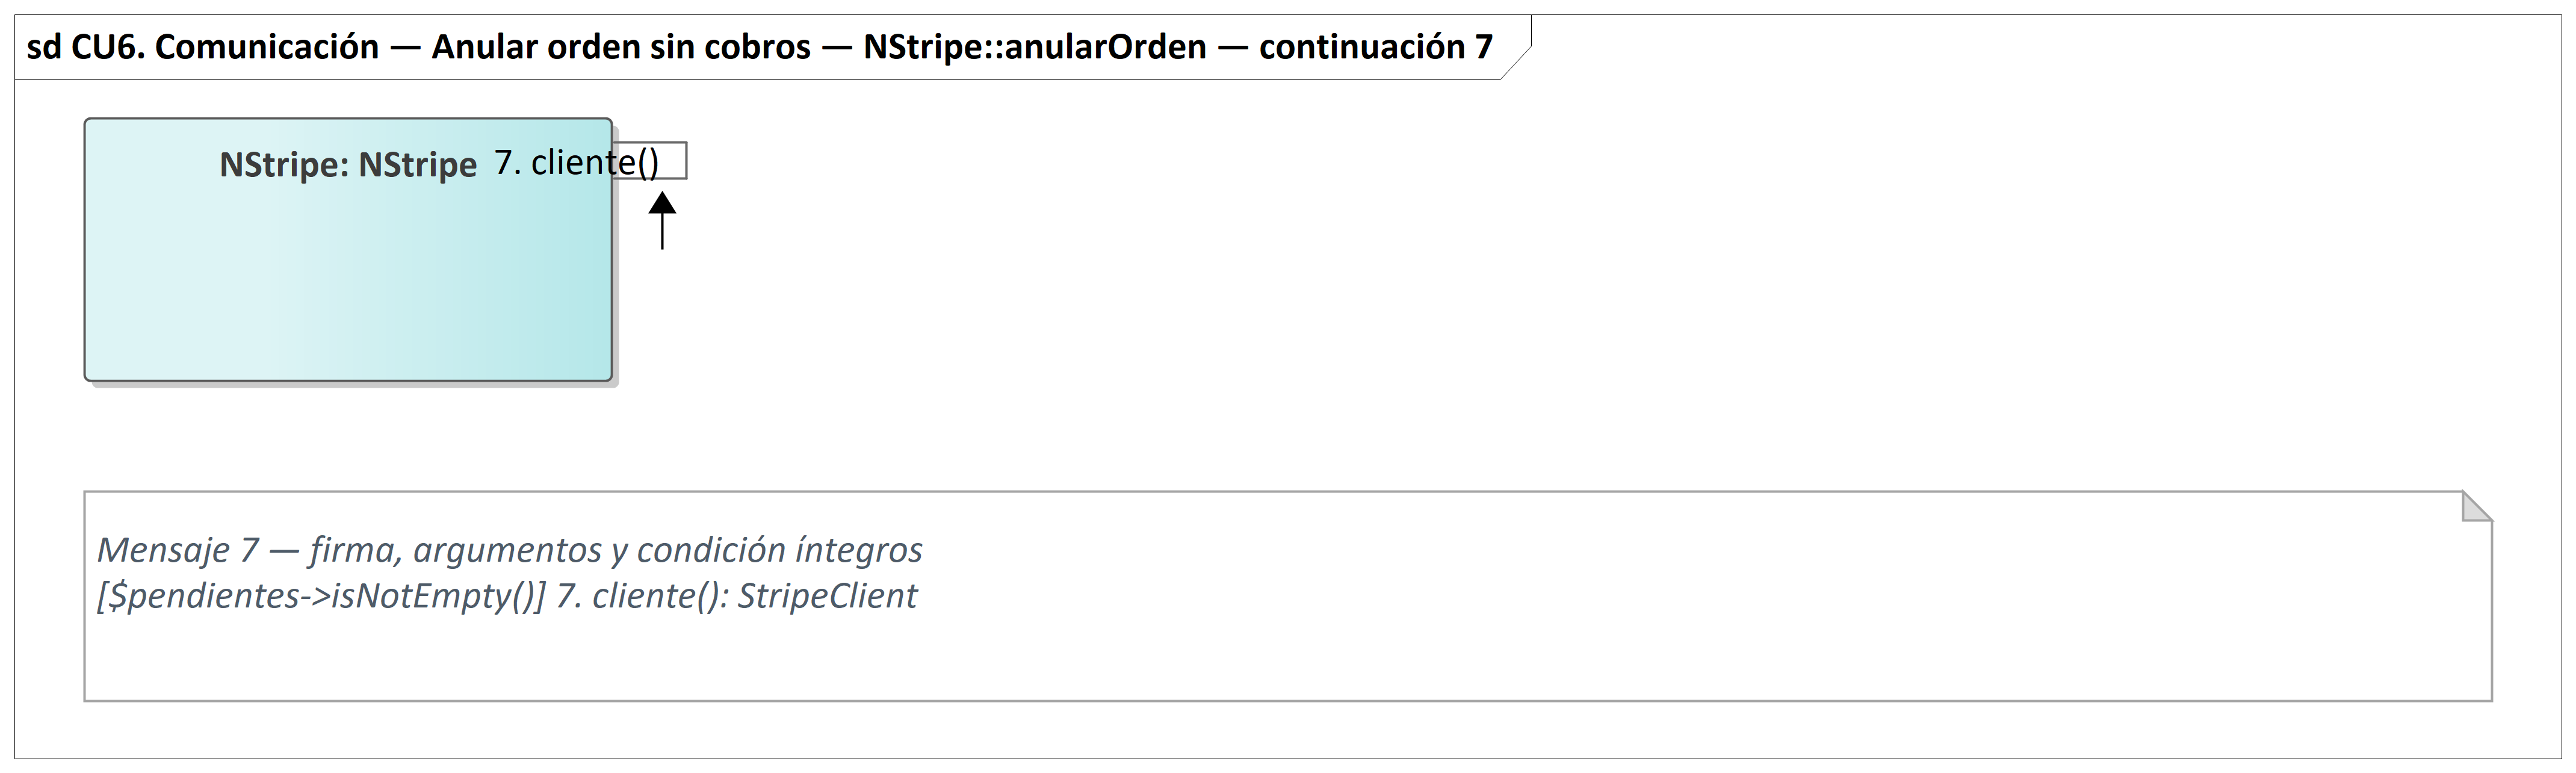 sd CU6. Comunicación — Anular orden sin cobros — NStripe::anularOrden — continuación 7
NStripe: NStripe 7. cliente()
Mensaje 7 — firma, argumentos y condición íntegros
[$pendientes->isNotEmpty()] 7. cliente(): StripeClient